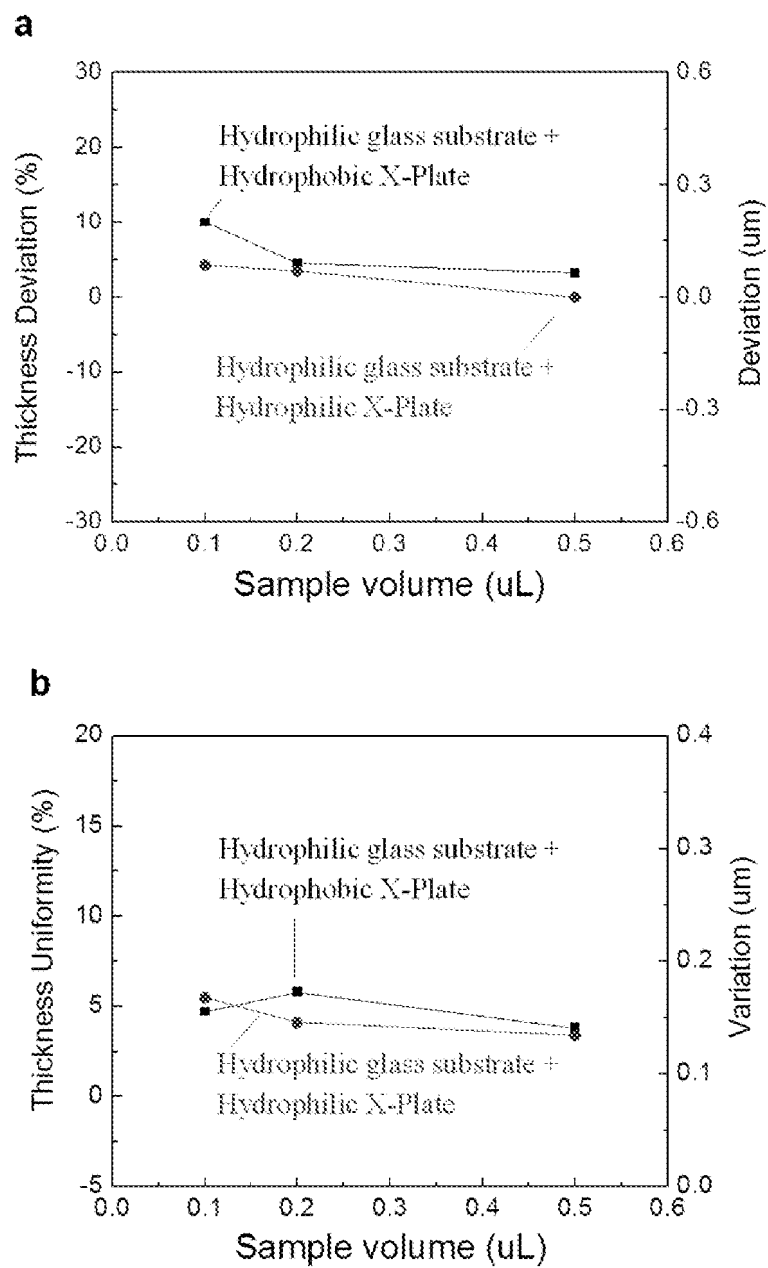 a
30
20
10
0
-10
-20
-30
Thickness Deviation (%)
0.6
0.3
0.0
-0.3
-0.6
Deviation (um)
Hydrophilic glass substrate +
Hydrophobic X-Plate
Hydrophilic glass substrate +
Hydrophilic X-Plate
0.0 0.1 0.2 0.3 0.4 0.5 0.6
Sample volume (uL)
b
20
15
10
5
0
-5
Thickness Uniformity (%)
0.4
0.3
0.2
0.1
0.0
Variation (um)
Hydrophilic glass substrate +
Hydrophobic X-Plate
Hydrophilic glass substrate +
Hydrophilic X-Plate
0.0 0.1 0.2 0.3 0.4 0.5 0.6
Sample volume (uL)